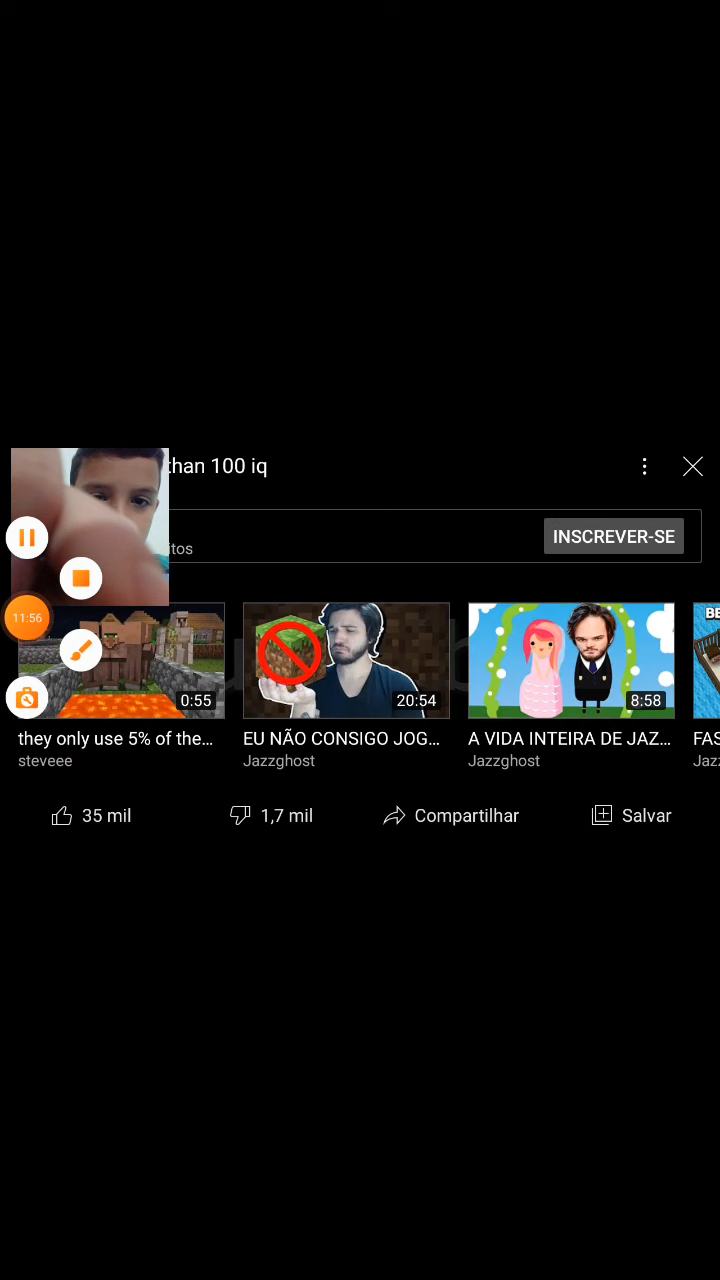 than 100 iq
itos
INSCREVER-SE
11:56
0:55
20:54
8:58
BE
they only use 5% of the...
EU NÃO CONSIGO JOG...
A VIDA INTEIRA DE JAZ...
FAS
steveee
Jazzghost
Jazzghost
Jaz
35 mil
1,7 mil
Compartilhar
Salvar